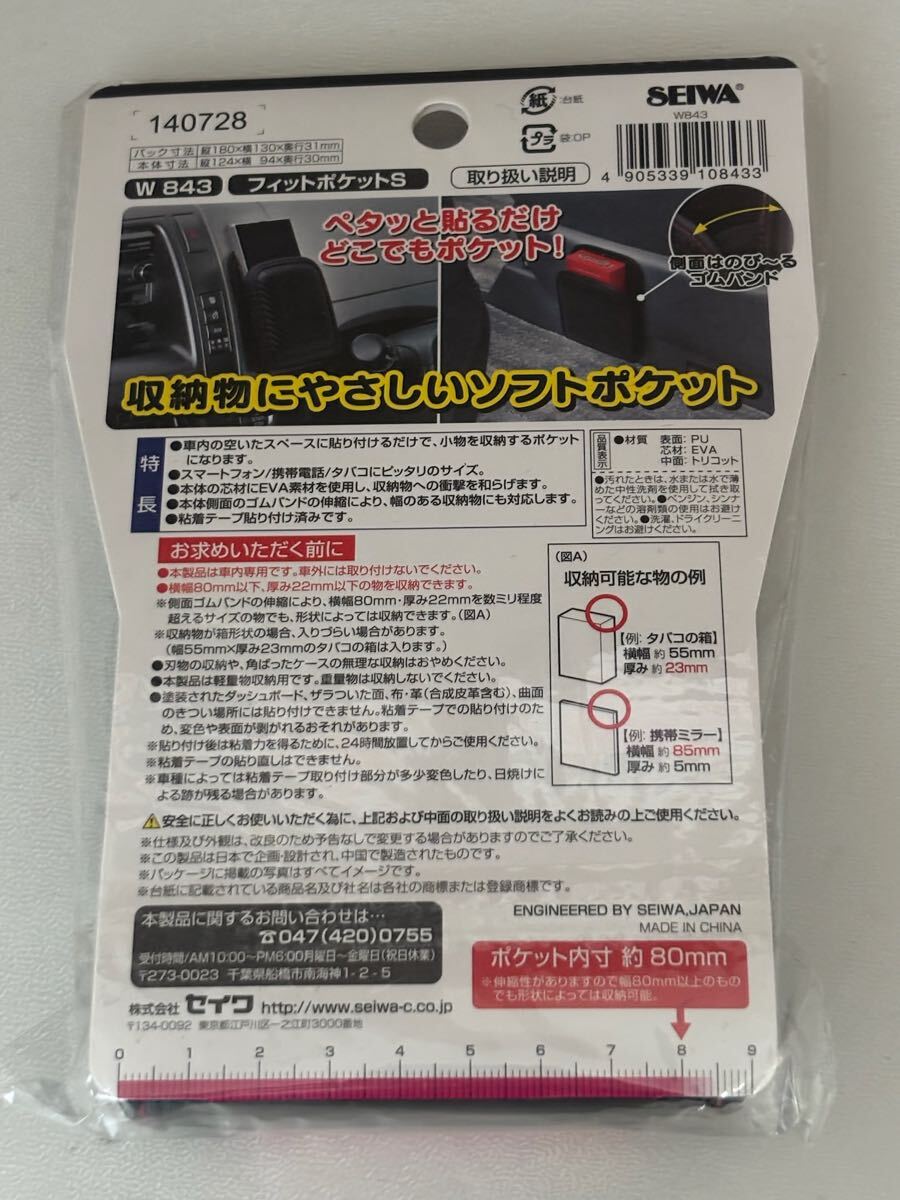 140728
パック寸法 縦180×横130×奥行31mm
本体寸法 縦124×横 94×奥行30mm
紙 :台紙
プラ 袋:OP
SEIWA®
W843
4 905339 108433
W 843 フィットポケットS 取り扱い説明
ペタッと貼るだけ
どこでもポケット!
側面はのび〜る
ゴムバンド
収納物にやさしいソフトポケット
特長
●車内の空いたスペースに貼り付けるだけで、小物を収納するポケット
になります。
●スマートフォン/携帯電話/タバコにピッタリのサイズ。
●本体の芯材にEVA素材を使用し、収納物への衝撃を和らげます。
●本体側面のゴムバンドの伸縮により、幅のある収納物にも対応します。
●粘着テープ貼り付け済みです。
品質表示
●材質 表面: PU
芯材: EVA
中面: トリコット
●汚れたときは、水または水で薄
めた中性洗剤を使用して拭き取
ってください。●ベンジン、シンナ
ーなどの溶剤類の使用はお避け
ください。●洗濯、ドライクリーニ
ングはお避けください。
お求めいただく前に
●本製品は車内専用です。車外には取り付けないでください。
●横幅80mm以下、厚み22mm以下の物を収納できます。
※側面ゴムバンドの伸縮により、横幅80mm・厚み22mmを数ミリ程度
超えるサイズの物でも、形状によっては収納できます。(図A)
※収納物が箱形状の場合、入りづらい場合があります。
(幅55mm×厚み23mmのタバコの箱は入ります。)
●刃物の収納や、角ばったケースの無理な収納はおやめください。
●本製品は軽量物収納用です。重量物は収納しないでください。
●塗装されたダッシュボード、ザラついた面、布・革(合成皮革含む)、曲面
のきつい場所には貼り付けできません。粘着テープでの貼り付けのた
め、変色や表面が剥がれるおそれがあります。
※貼り付け後は粘着力を得るために、24時間放置してからご使用ください。
※粘着テープの貼り直しはできません。
※車種によっては粘着テープ取り付け部分が多少変色したり、日焼けに
よる跡が残る場合があります。
(図A)
収納可能な物の例
【例: タバコの箱】
横幅 約 55mm
厚み 約 23mm
【例: 携帯ミラー】
横幅 約 85mm
厚み 約 5mm
⚠安全に正しくお使いいただく為に、上記および中面の取り扱い説明をよくお読みの上ご使用ください。
※仕様及び外観は、改良のため予告なしで変更する場合がありますのでご了承ください。
※この製品は日本で企画・設計され、中国で製造されたものです。
※パッケージに掲載の写真はすべてイメージです。
※台紙に記載されている商品名及び社名は各社の商標または登録商標です。
本製品に関するお問い合わせは…
☎047(420)0755
受付時間/AM10:00〜PM6:00月曜日〜金曜日(祝日休業)
〒273-0023 千葉県船橋市南海神1-2-5
ENGINEERED BY SEIWA,JAPAN
MADE IN CHINA
ポケット内寸 約80mm
※伸縮性がありますので幅80mm以上のもの
でも形状によっては収納可能。
株式会社 セイワ http://www.seiwa-c.co.jp
〒134-0092 東京都江戸川区一之江町3000番地
0 1 2 3 4 5 6 7 8 9